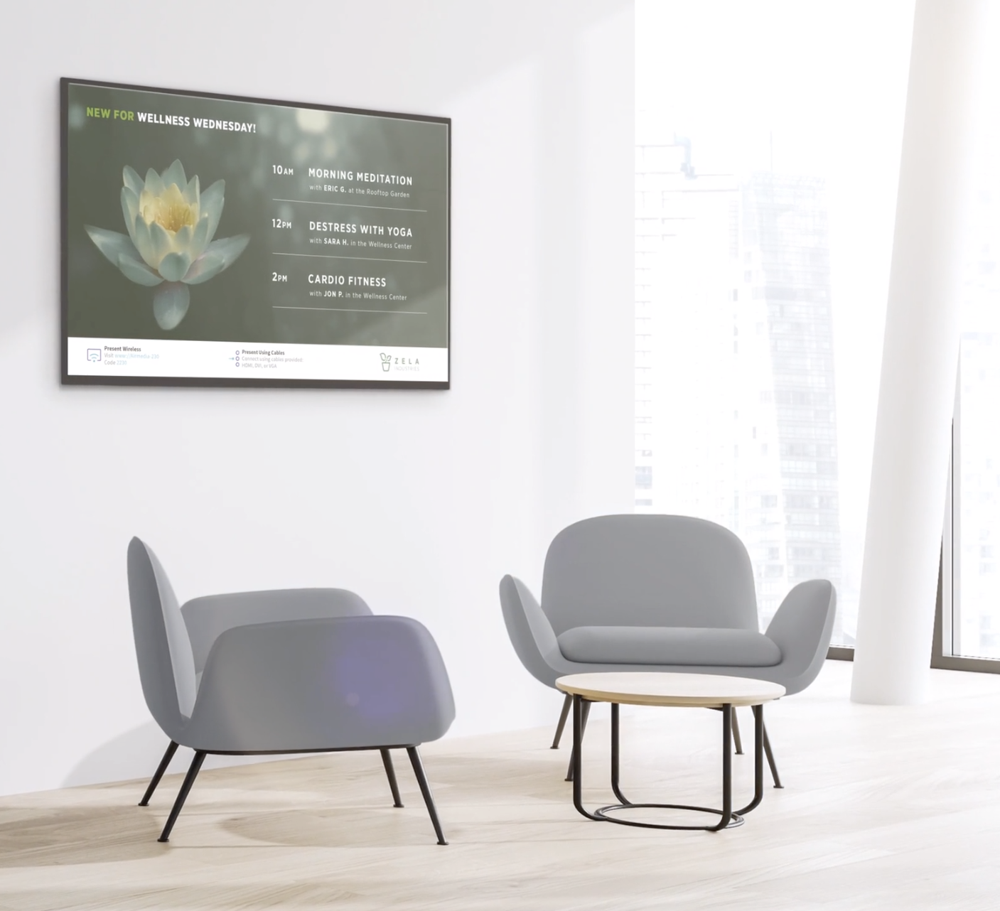 NEW FOR WELLNESS WEDNESDAY!
10AM MORNING MEDITATION
with ERIC G. at the Rooftop Garden
12PM DESTRESS WITH YOGA
with SARA H. in the Wellness Center
2PM CARDIO FITNESS
with JON P. in the Wellness Center
Present Wireless
Visit
Code 2236
Present Using Cables
Connect using cables provided:
HDMI, DVI, or VGA
ZELA
INDUSTRIES